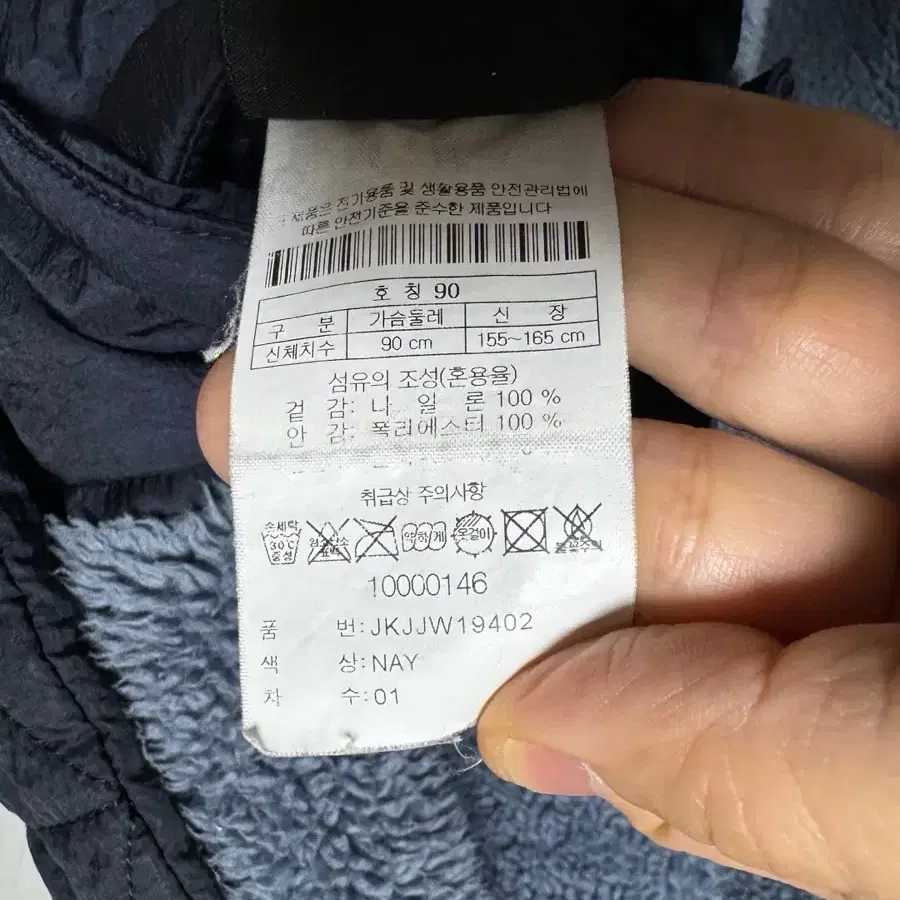 제품은 전기용품 및 생활용품 안전관리법에
따른 안전기준을 준수한 제품입니다
호 칭 90
구 분 가슴둘레 신 장
신체치수 90 cm 155~165 cm
섬유의 조성(혼용율)
겉 감: 나 일 론 100 %
안 감: 폴리에스터 100 %
취급상 주의사항
손세탁 약하게 옷걸이
30℃
중성
10000146
품 번: JKJJW19402
색 상: NAY
차 수: 01